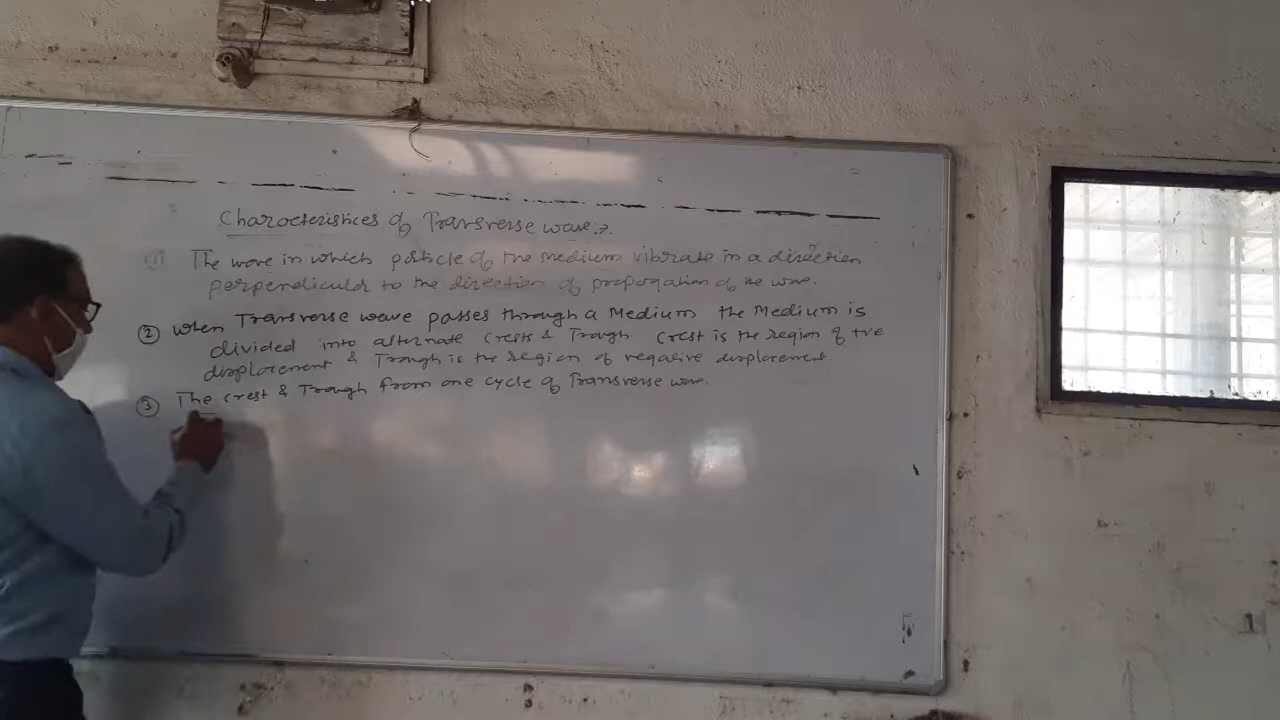 Characteristices of Transverse wave :→
(1) The wave in which particle of the medium vibrate in a direction
perpendicular to the direction of propogation of the wave.
(2) When Transverse wave passes through a Medium the Medium is
divided into alternate Crests & Trough. Crest is the region of +ve
displacement & Trough is the region of negative displacement
(3) The Crest & Trough from one cycle of Transverse wave.